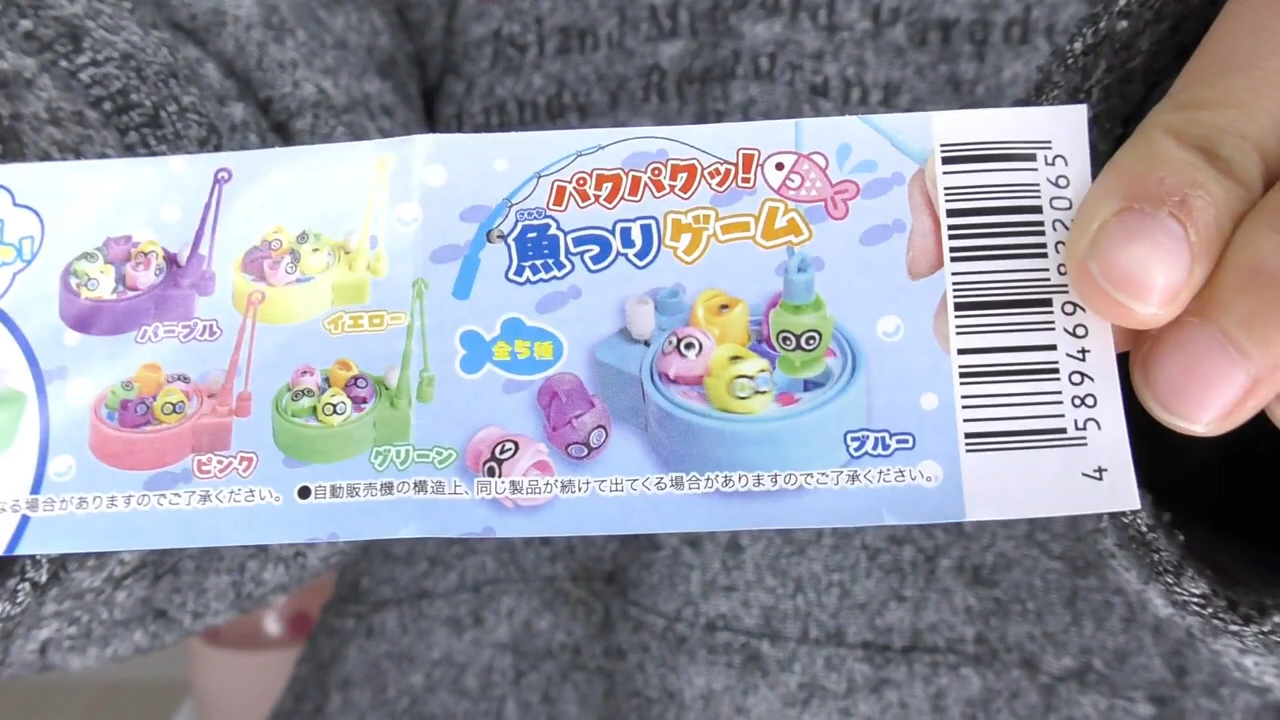 Island Mermaid Parade
パクパクッ!
さかな
魚つりゲーム
全5種
パープル
イエロー
ピンク
グリーン
ブルー
なる場合がありますのでご了承ください。 ●自動販売機の構造上、同じ製品が続けて出てくる場合がありますのでご了承ください。
4 589469 822065